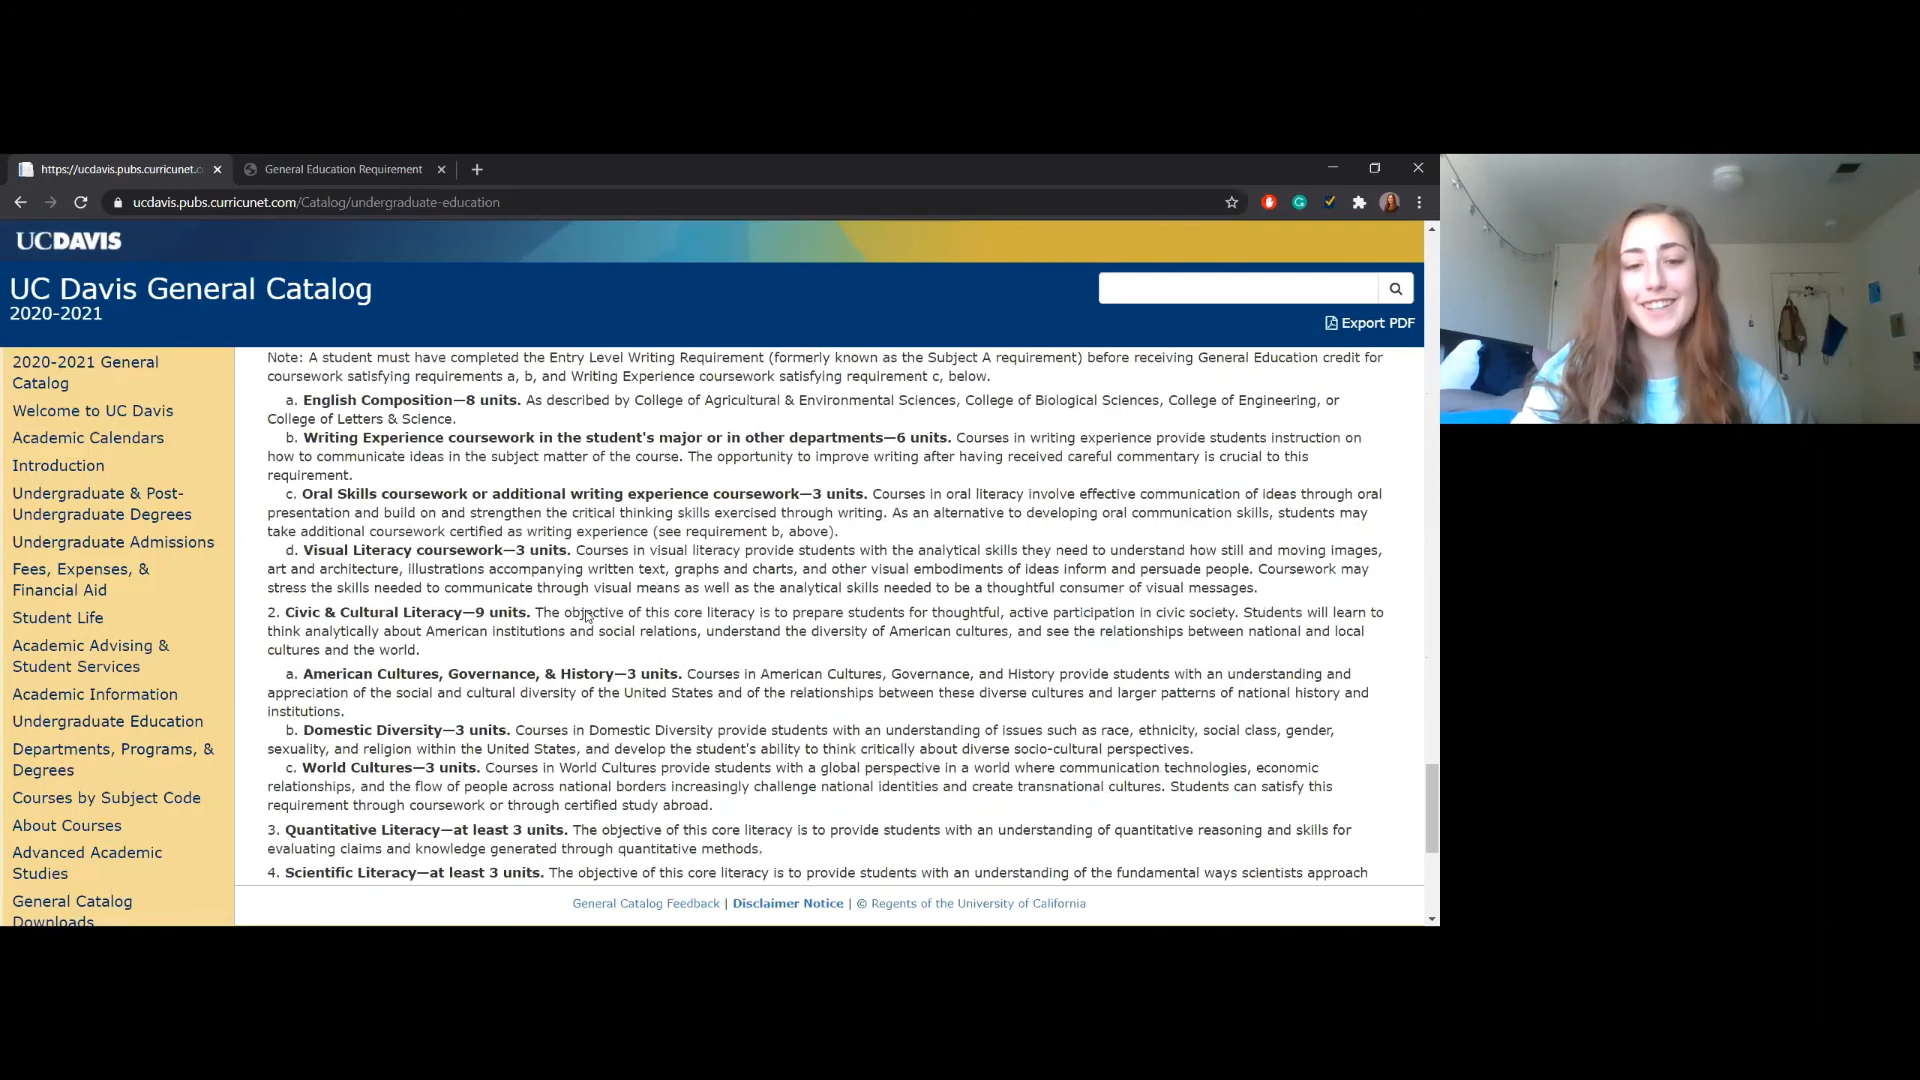 https://ucdavis.pubs.curricunet.c
General Education Requirement
ucdavis.pubs.curricunet.com/Catalog/undergraduate-education
UCDAVIS
UC Davis General Catalog
2020-2021
Export PDF
2020-2021 General
Catalog
Welcome to UC Davis
Academic Calendars
Introduction
Undergraduate & Post-
Undergraduate Degrees
Undergraduate Admissions
Fees, Expenses, &
Financial Aid
Student Life
Academic Advising &
Student Services
Academic Information
Undergraduate Education
Departments, Programs, &
Degrees
Courses by Subject Code
About Courses
Advanced Academic
Studies
General Catalog
Downloads
Note: A student must have completed the Entry Level Writing Requirement (formerly known as the Subject A requirement) before receiving General Education credit for
coursework satisfying requirements a, b, and Writing Experience coursework satisfying requirement c, below.
a. English Composition—8 units. As described by College of Agricultural & Environmental Sciences, College of Biological Sciences, College of Engineering, or
College of Letters & Science.
b. Writing Experience coursework in the student's major or in other departments—6 units. Courses in writing experience provide students instruction on
how to communicate ideas in the subject matter of the course. The opportunity to improve writing after having received careful commentary is crucial to this
requirement.
c. Oral Skills coursework or additional writing experience coursework—3 units. Courses in oral literacy involve effective communication of ideas through oral
presentation and build on and strengthen the critical thinking skills exercised through writing. As an alternative to developing oral communication skills, students may
take additional coursework certified as writing experience (see requirement b, above).
d. Visual Literacy coursework—3 units. Courses in visual literacy provide students with the analytical skills they need to understand how still and moving images,
art and architecture, illustrations accompanying written text, graphs and charts, and other visual embodiments of ideas inform and persuade people. Coursework may
stress the skills needed to communicate through visual means as well as the analytical skills needed to be a thoughtful consumer of visual messages.
2. Civic & Cultural Literacy—9 units. The objective of this core literacy is to prepare students for thoughtful, active participation in civic society. Students will learn to
think analytically about American institutions and social relations, understand the diversity of American cultures, and see the relationships between national and local
cultures and the world.
a. American Cultures, Governance, & History—3 units. Courses in American Cultures, Governance, and History provide students with an understanding and
appreciation of the social and cultural diversity of the United States and of the relationships between these diverse cultures and larger patterns of national history and
institutions.
b. Domestic Diversity—3 units. Courses in Domestic Diversity provide students with an understanding of issues such as race, ethnicity, social class, gender,
sexuality, and religion within the United States, and develop the student's ability to think critically about diverse socio-cultural perspectives.
c. World Cultures—3 units. Courses in World Cultures provide students with a global perspective in a world where communication technologies, economic
relationships, and the flow of people across national borders increasingly challenge national identities and create transnational cultures. Students can satisfy this
requirement through coursework or through certified study abroad.
3. Quantitative Literacy—at least 3 units. The objective of this core literacy is to provide students with an understanding of quantitative reasoning and skills for
evaluating claims and knowledge generated through quantitative methods.
4. Scientific Literacy—at least 3 units. The objective of this core literacy is to provide students with an understanding of the fundamental ways scientists approach
General Catalog Feedback | Disclaimer Notice | © Regents of the University of California